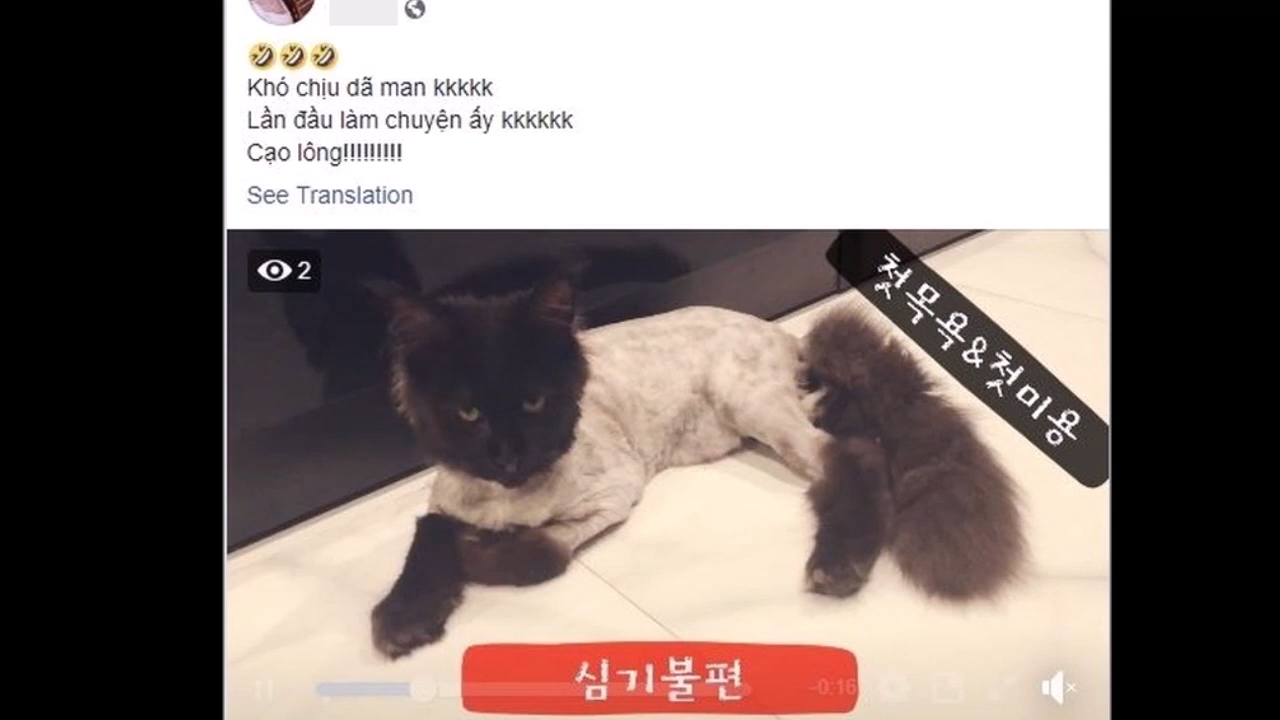 🤣🤣🤣
Khó chịu dã man kkkkk
Lần đầu làm chuyện ấy kkkkkk
Cạo lông!!!!!!!!!
See Translation
2
첫목욕&첫미용
심기불편
-0:16